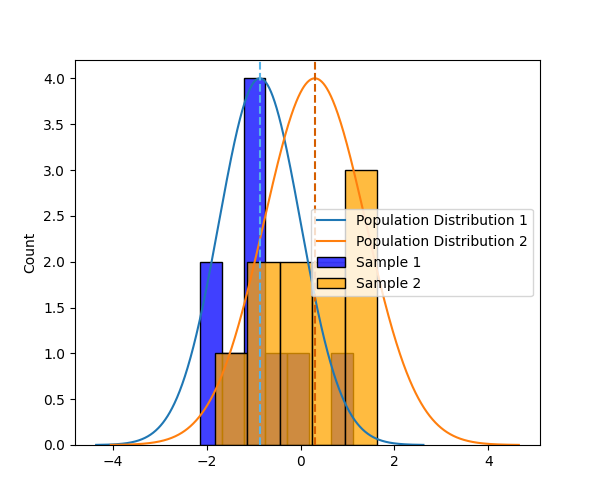 4.0
3.5
3.0
2.5
2.0
1.5
1.0
0.5
0.0
Count
Population Distribution 1
Population Distribution 2
Sample 1
Sample 2
−4 −2 0 2 4